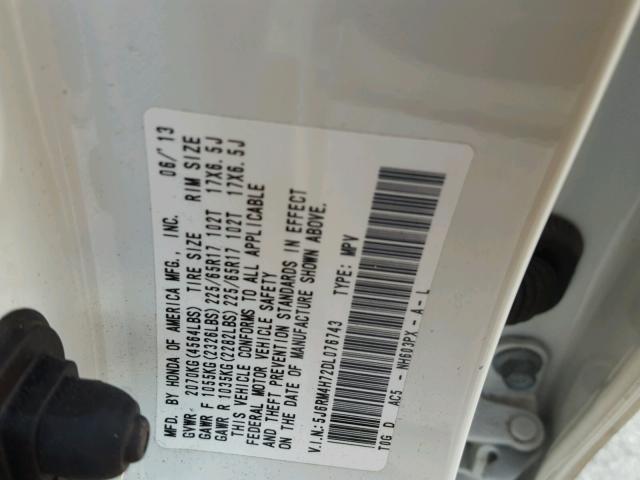 MFD. BY HONDA OF AMERICA MFG., INC. 06/13
GVWR 2070KG(4564LBS) TIRE SIZE RIM SIZE
GAWR F 1055KG(2326LBS) 225/65R17 102T 17X6.5J
GAWR R 1035KG(2282LBS) 225/65R17 102T 17X6.5J
THIS VEHICLE CONFORMS TO ALL APPLICABLE
FEDERAL MOTOR VEHICLE SAFETY
AND THEFT PREVENTION STANDARDS IN EFFECT
ON THE DATE OF MANUFACTURE SHOWN ABOVE.
V.I.N.:5J6RM4H72DL076743 TYPE: MPV
T0G D AC5 - NH603PX - A- L